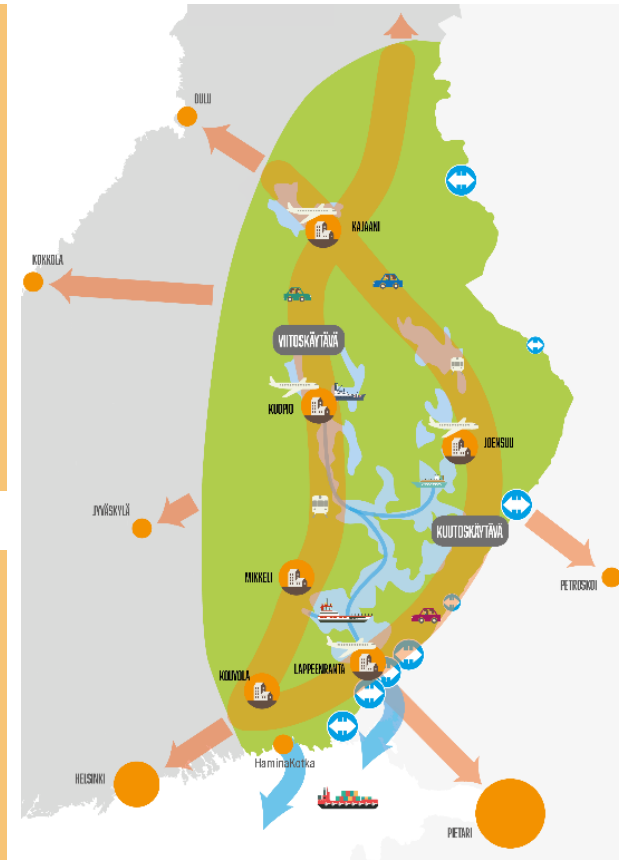 OULU
KAJAANI
KOKKOLA
VIITOSKÄYTÄVÄ
KUOPIO
JOENSUU
JYVÄSKYLÄ
KUUTOSKÄYTÄVÄ
MIKKELI
PETROSKOI
LAPPEENRANTA
KOUVOLA
HaminaKotka
HELSINKI
PIETARI